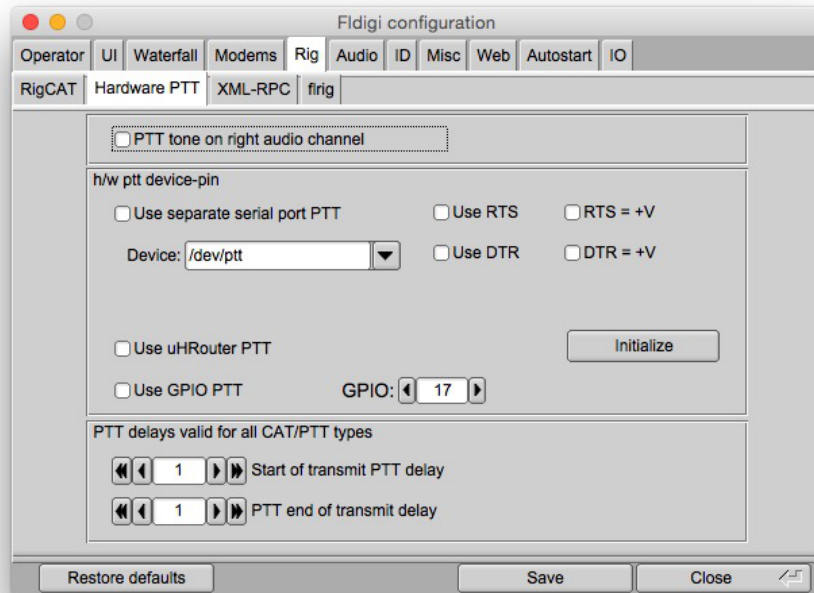 Fldigi configuration
Operator UI Waterfall Modems Rig Audio ID Misc Web Autostart IO
RigCAT Hardware PTT XML-RPC flrig
PTT tone on right audio channel
h/w ptt device-pin
Use separate serial port PTT Use RTS RTS = +V
Device: /dev/ptt Use DTR DTR = +V
Use uHRouter PTT Initialize
Use GPIO PTT GPIO: 17
PTT delays valid for all CAT/PTT types
1 Start of transmit PTT delay
1 PTT end of transmit delay
Restore defaults Save Close